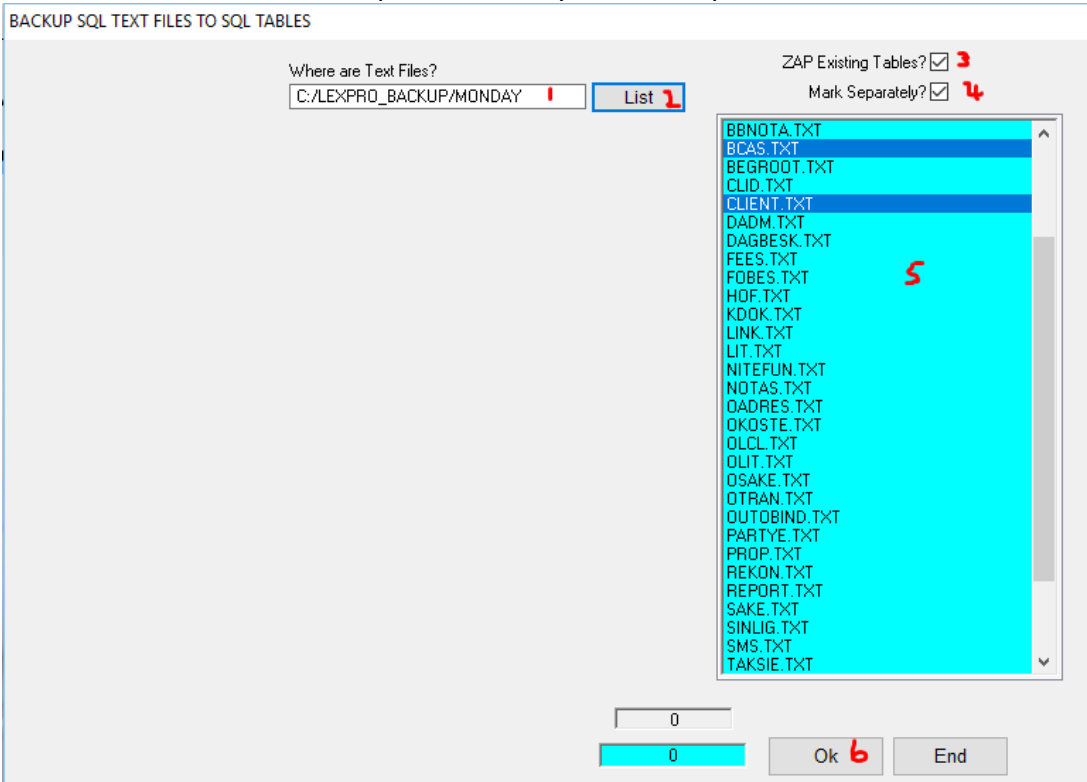 BACKUP SQL TEXT FILES TO SQL TABLES
Where are Text Files?
C:/LEXPRO_BACKUP/MONDAY 1
List 2
ZAP Existing Tables? 3
Mark Separately? 4
BBNOTA.TXT
BCAS.TXT
BEGROOT.TXT
CLID.TXT
CLIENT.TXT
DADM.TXT
DAGBESK.TXT
FEES.TXT
FOBES.TXT
5
HOF.TXT
KDOK.TXT
LINK.TXT
LIT.TXT
NITEFUN.TXT
NOTAS.TXT
OADRES.TXT
OKOSTE.TXT
OLCL.TXT
OLIT.TXT
OSAKE.TXT
OTRAN.TXT
OUTOBIND.TXT
PARTYE.TXT
PROP.TXT
REKON.TXT
REPORT.TXT
SAKE.TXT
SINLIG.TXT
SMS.TXT
TAKSIE.TXT
0
0
Ok 6
End